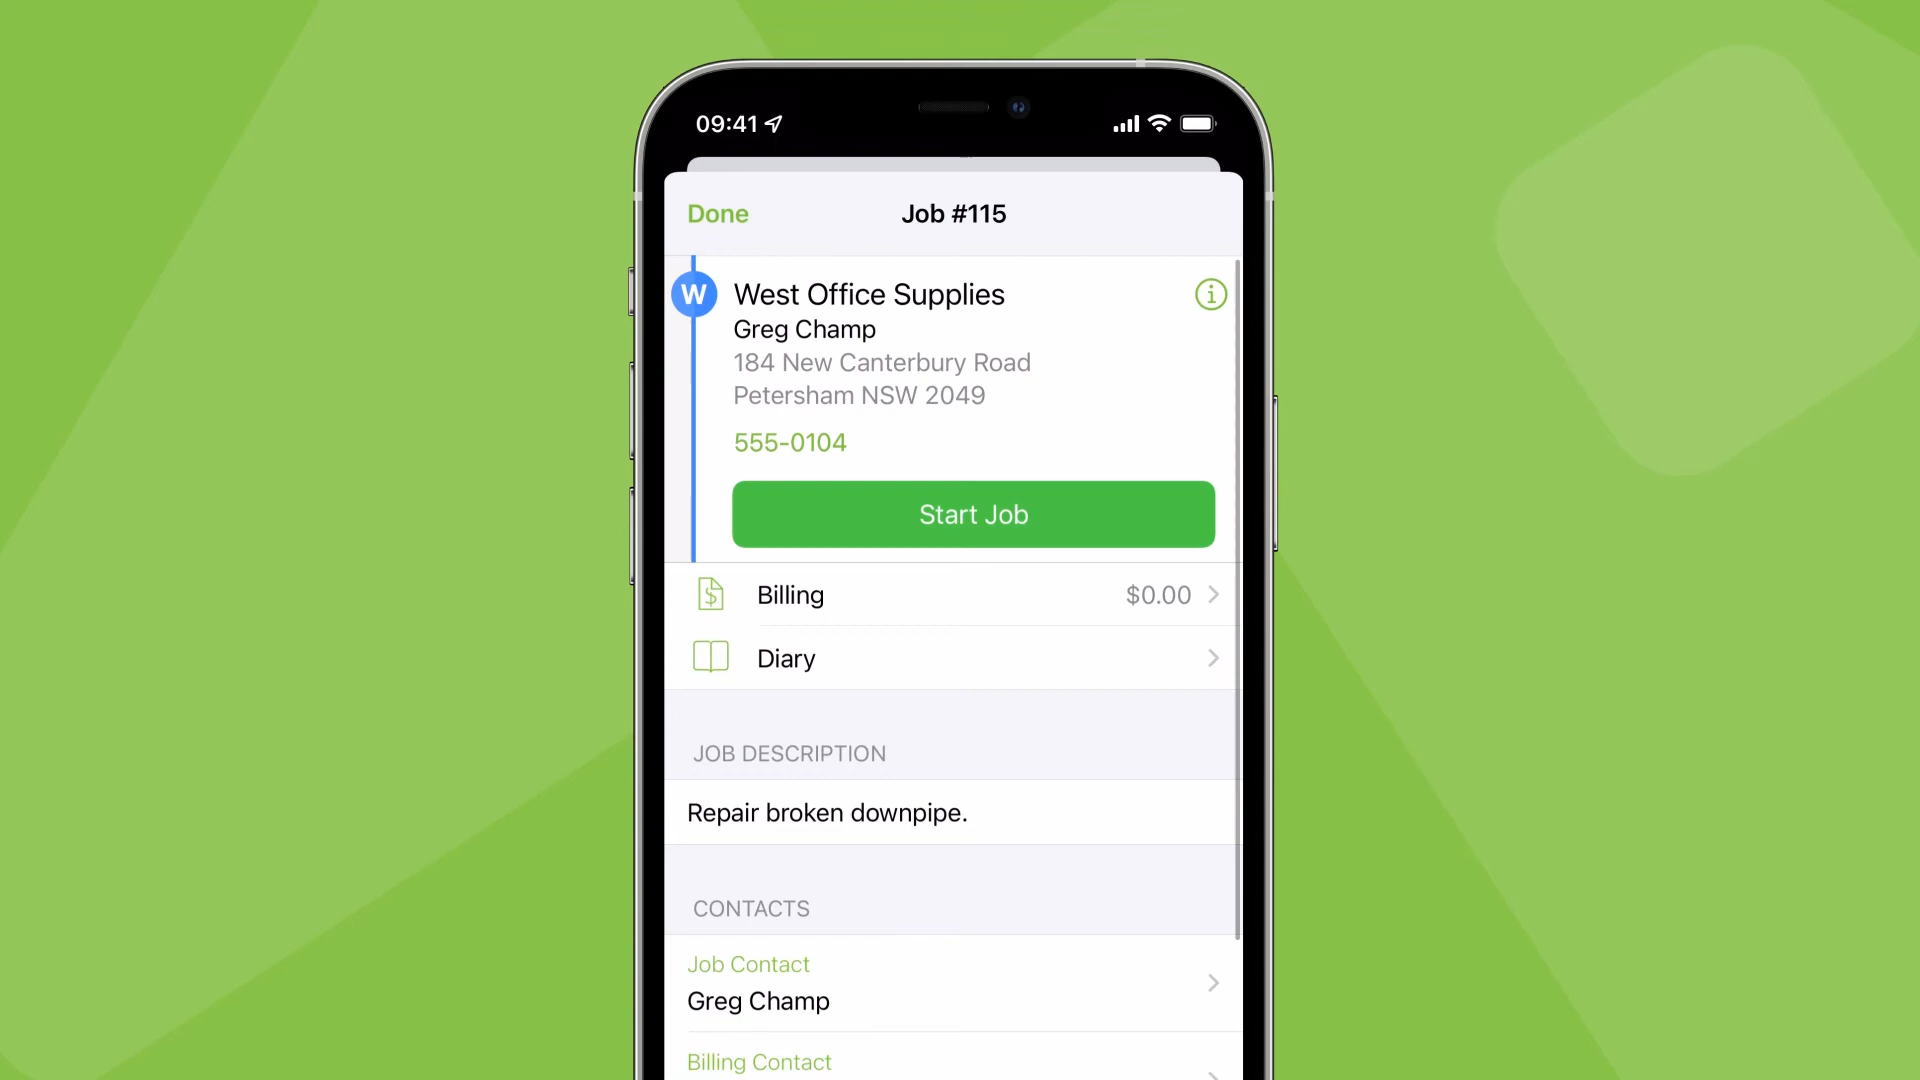 09:41
Done
Job #115
W
West Office Supplies
Greg Champ
184 New Canterbury Road
Petersham NSW 2049
555-0104
Start Job
Billing
$0.00
Diary
JOB DESCRIPTION
Repair broken downpipe.
CONTACTS
Job Contact
Greg Champ
Billing Contact